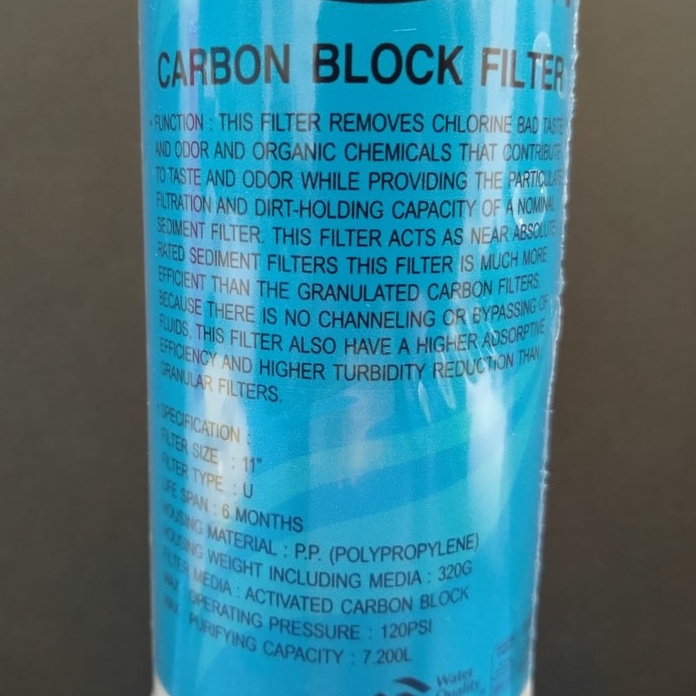 CARBON BLOCK FILTER
* FUNCTION : THIS FILTER REMOVES CHLORINE BAD TASTE
AND ODOR AND ORGANIC CHEMICALS THAT CONTRIBUTE
TO TASTE AND ODOR WHILE PROVIDING THE PARTICULATE
FILTRATION AND DIRT-HOLDING CAPACITY OF A NOMINAL
SEDIMENT FILTER. THIS FILTER ACTS AS NEAR ABSOLUTE
RATED SEDIMENT FILTERS THIS FILTER IS MUCH MORE
EFFICIENT THAN THE GRANULATED CARBON FILTERS.
BECAUSE THERE IS NO CHANNELING OR BYPASSING OF
FLUIDS. THIS FILTER ALSO HAVE A HIGHER ADSORPTIVE
EFFICIENCY AND HIGHER TURBIDITY REDUCTION THAN
GRANULAR FILTERS.
* SPECIFICATION :
FILTER SIZE : 11"
FILTER TYPE : U
LIFE SPAN : 6 MONTHS
HOUSING MATERIAL : P.P. (POLYPROPYLENE)
HOUSING WEIGHT INCLUDING MEDIA : 320G
FILTER MEDIA : ACTIVATED CARBON BLOCK
MAX. OPERATING PRESSURE : 120PSI
MAX. PURIFYING CAPACITY : 7.200L
Water
Quality